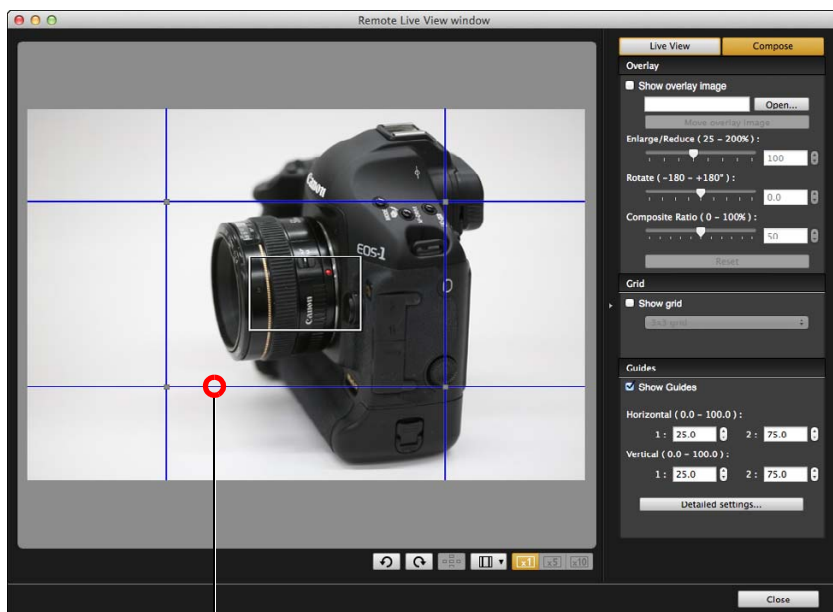 Remote Live View window
Live View
Compose
Overlay
Show overlay image
Open...
Move overlay image
Enlarge/Reduce ( 25 - 200% ) :
100
Rotate ( -180 - +180° ) :
0.0
Composite Ratio ( 0 - 100% ) :
50
Reset
Grid
Show grid
3x3 grid
Guides
Show Guides
Horizontal ( 0.0 - 100.0 ) :
1 : 25.0 2 : 75.0
Vertical ( 0.0 - 100.0 ) :
1 : 25.0 2 : 75.0
Detailed settings...
Canon
EOS-1
Canon
x1 x5 x10
Close